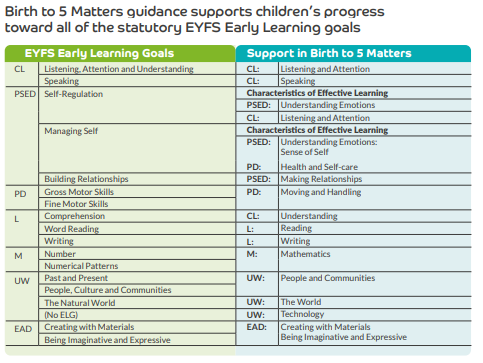 Birth to 5 Matters guidance supports children's progress
toward all of the statutory EYFS Early Learning goals
EYFS Early Learning Goals Support in Birth to 5 Matters
CL Listening, Attention and Understanding CL: Listening and Attention
Speaking CL: Speaking
PSED Self-Regulation Characteristics of Effective Learning
PSED: Understanding Emotions
CL: Listening and Attention
Managing Self Characteristics of Effective Learning
PSED: Understanding Emotions:
Sense of Self
PD: Health and Self-care
Building Relationships PSED: Making Relationships
PD Gross Motor Skills PD: Moving and Handling
Fine Motor Skills
L Comprehension CL: Understanding
Word Reading L: Reading
Writing L: Writing
M Number M: Mathematics
Numerical Patterns
UW Past and Present UW: People and Communities
People, Culture and Communities
The Natural World UW: The World
(No ELG) UW: Technology
EAD Creating with Materials EAD: Creating with Materials
Being Imaginative and Expressive Being Imaginative and Expressive